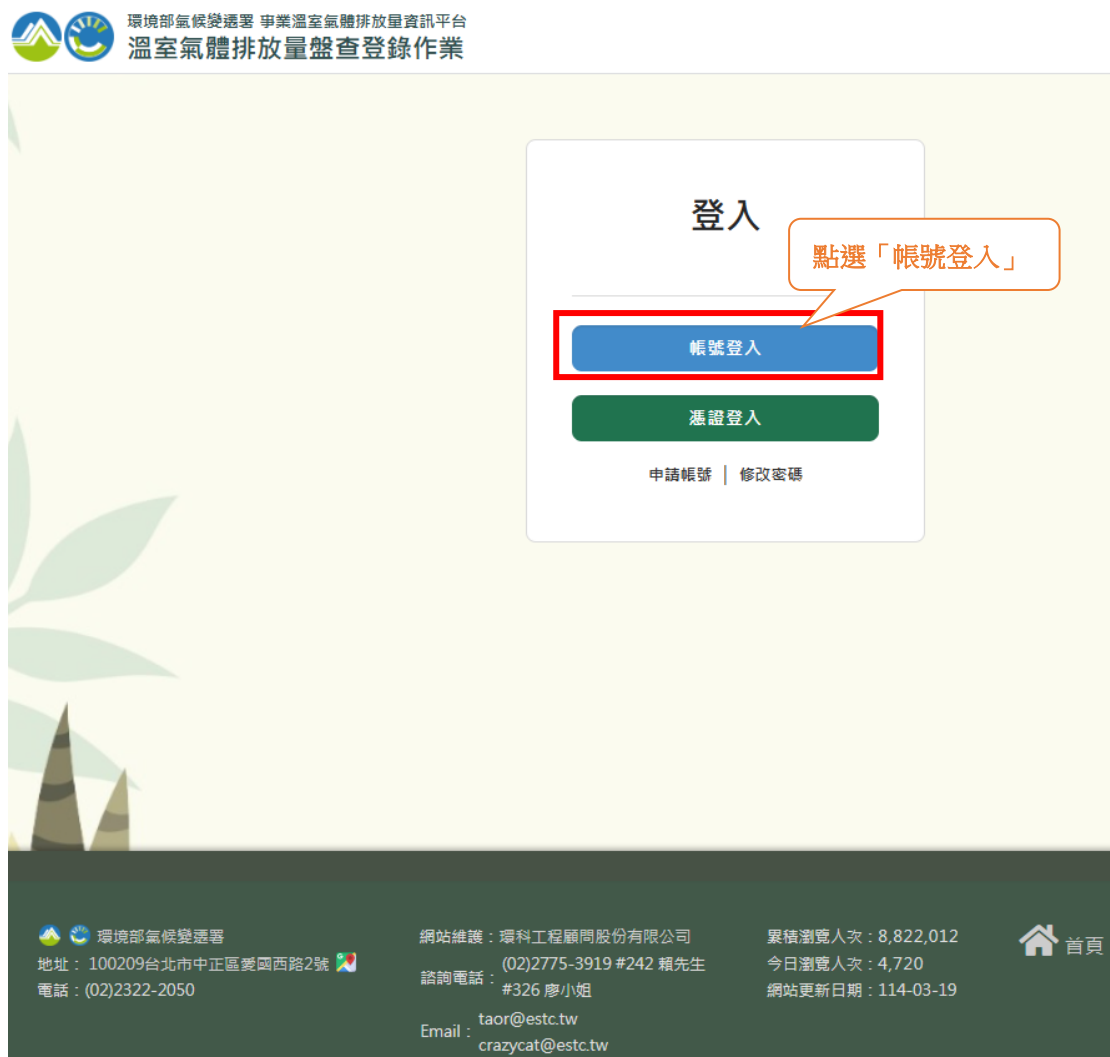 環境部氣候變遷署 事業溫室氣體排放量資訊平台
溫室氣體排放量盤查登錄作業
登入
點選「帳號登入」
帳號登入
憑證登入
申請帳號 | 修改密碼
環境部氣候變遷署
地址： 100209台北市中正區愛國西路2號
電話：(02)2322-2050
網站維護：環科工程顧問股份有限公司
諮詢電話：
(02)2775-3919 #242 賴先生
#326 廖小姐
Email：
taor@estc.tw
crazycat@estc.tw
累積瀏覽人次：8,822,012
今日瀏覽人次：4,720
網站更新日期：114-03-19
首頁